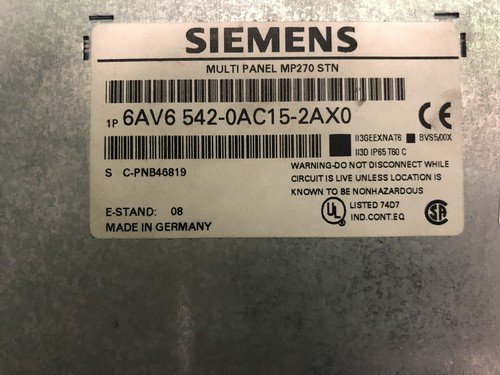 SIEMENS
MULTI PANEL MP270 STN
1P 6AV6 542-0AC15-2AX0
CE
II3GEEXNAT6 BVS5,00X
II3D IP65 T60 C
S C-PNB46819
WARNING-DO NOT DISCONNECT WHILE
CIRCUIT IS LIVE UNLESS LOCATION IS
KNOWN TO BE NONHAZARDOUS
E-STAND: 08
MADE IN GERMANY
UL LISTED 74D7
IND.CONT.EQ
SA